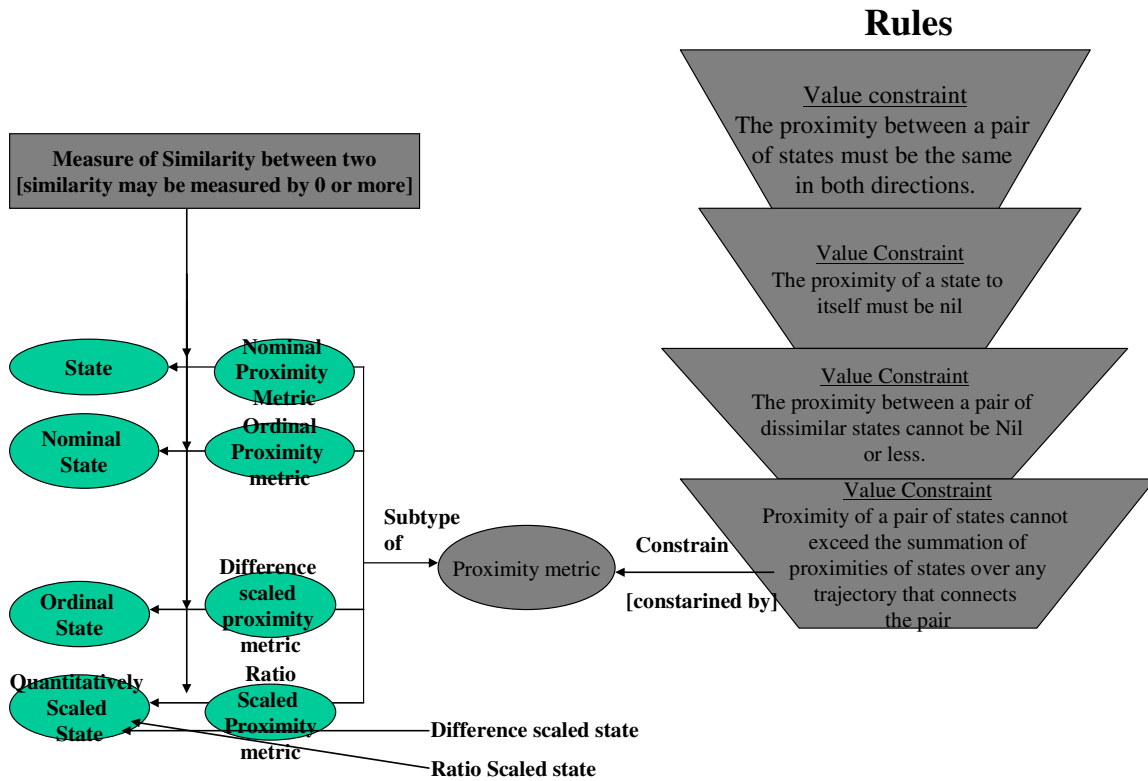 Rules
Value constraint
The proximity between a pair
of states must be the same
in both directions.
Measure of Similarity between two
[similarity may be measured by 0 or more]
Value Constraint
The proximity of a state to
itself must be nil
Value Constraint
The proximity between a pair of
dissimilar states cannot be Nil
or less.
Value Constraint
Proximity of a pair of states cannot
exceed the summation of
proximities of states over any
trajectory that connects
the pair
State
Nominal
Proximity
Metric
Nominal
State
Ordinal
Proximity
metric
Subtype
of
Proximity metric
Constrain
[constarined by]
Ordinal
State
Difference
scaled
proximity
metric
Quantitatively
Scaled
State
Ratio
Scaled
Proximity
metric
Difference scaled state
Ratio Scaled state